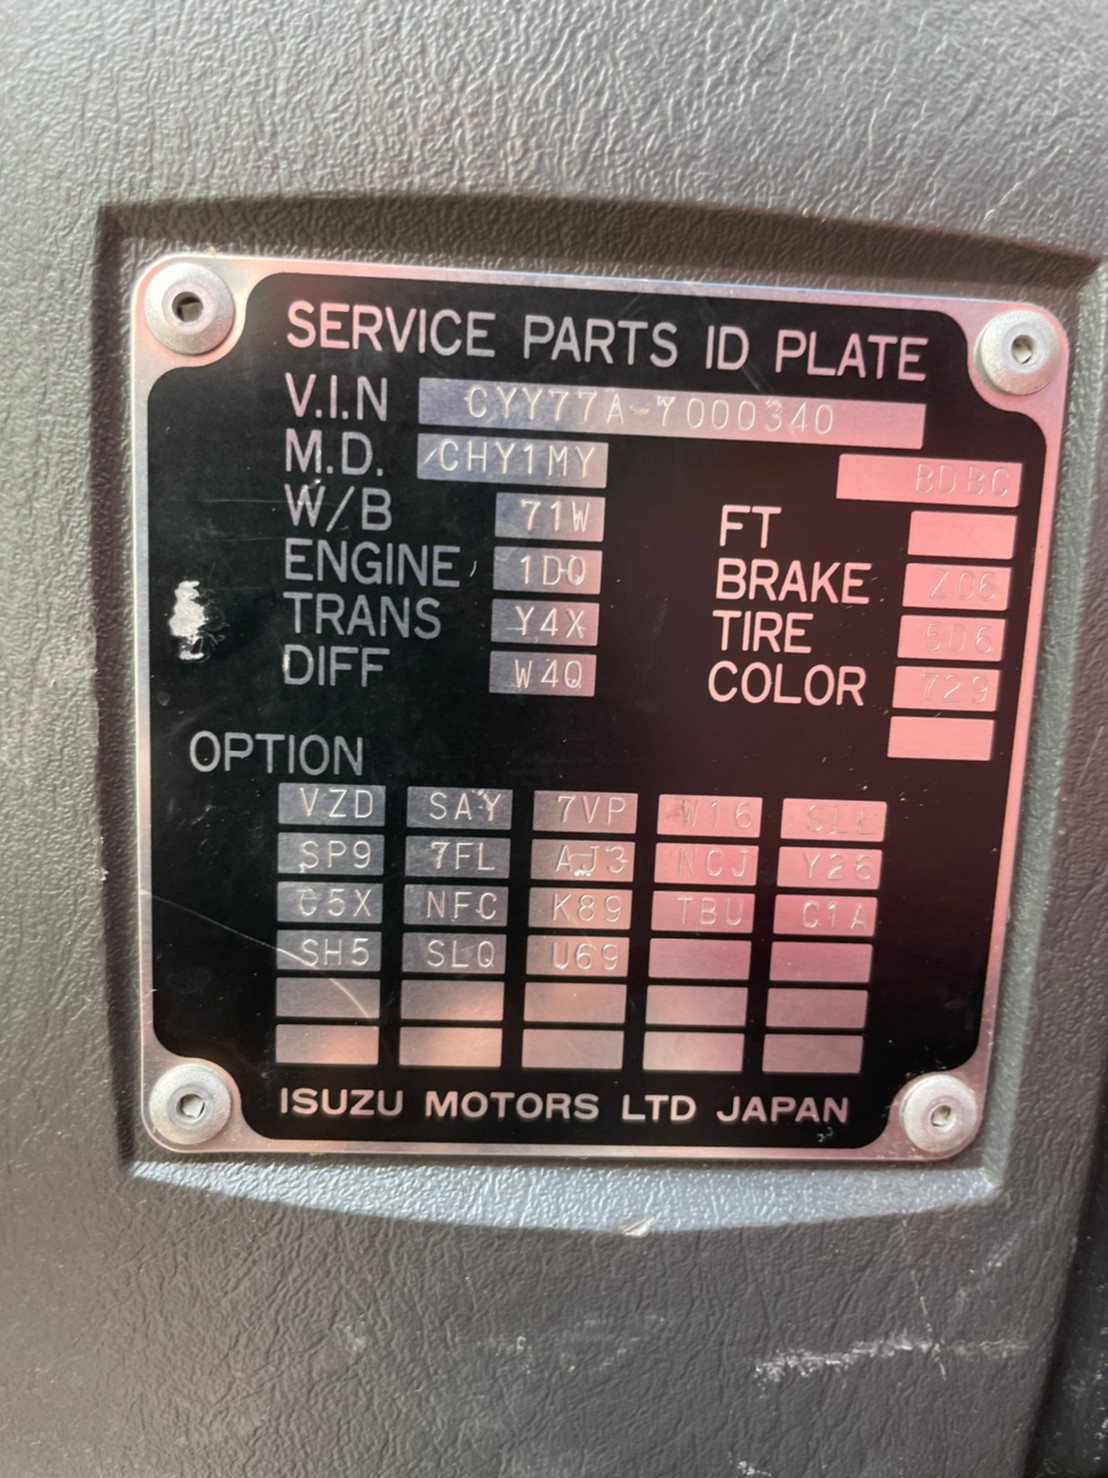 SERVICE PARTS ID PLATE
V.I.N CYY77A-7000340
M.D. CHY1MY BDBC
W/B 71W FT
ENGINE 1DQ BRAKE Z06
TRANS Y4X TIRE 5D6
DIFF W4Q COLOR 729
OPTION
VZD SAY 7VP W16 SLL
SP9 7FL AJ3 NCJ Y26
C5X NFC K89 TBU C1A
SH5 SLQ U69
ISUZU MOTORS LTD JAPAN